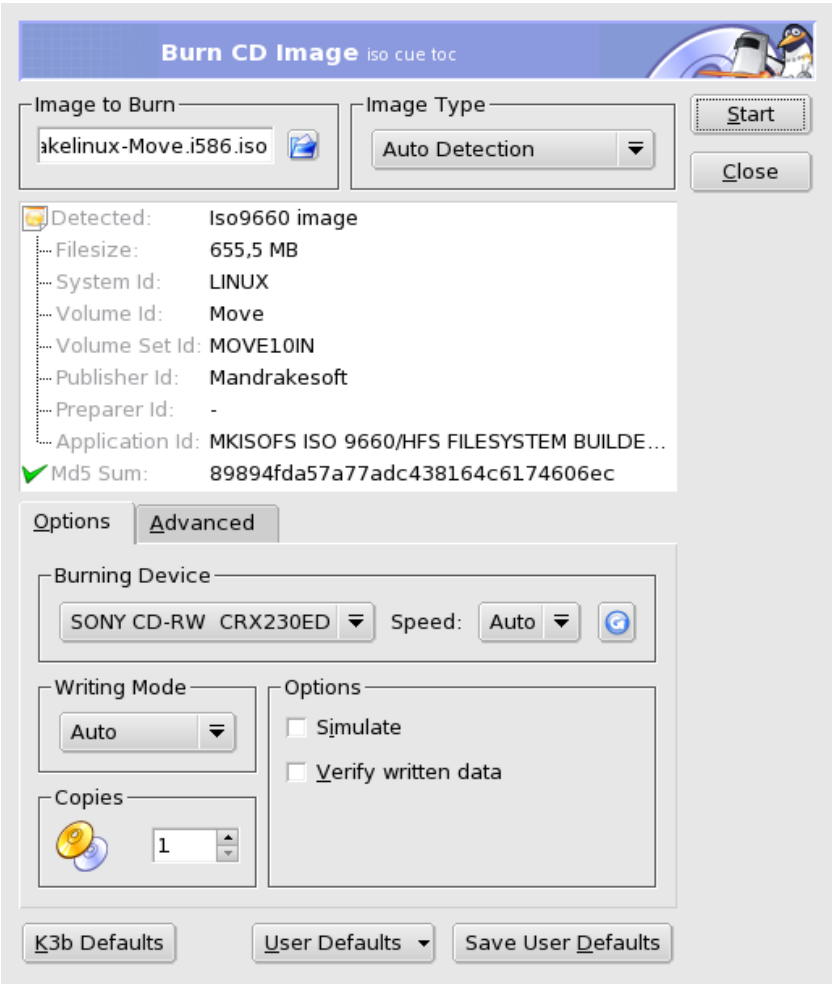 Burn CD Image iso cue toc
Image to Burn
Image Type
Start
akelinux-Move.i586.iso
Auto Detection
Close
Detected: Iso9660 image
Filesize: 655,5 MB
System Id: LINUX
Volume Id: Move
Volume Set Id: MOVE10IN
Publisher Id: Mandrakesoft
Preparer Id: -
Application Id: MKISOFS ISO 9660/HFS FILESYSTEM BUILDE...
Md5 Sum: 89894fda57a77adc438164c6174606ec
Options
Advanced
Burning Device
SONY CD-RW CRX230ED
Speed: Auto
Writing Mode
Auto
Options
Simulate
Verify written data
Copies
1
K3b Defaults
User Defaults
Save User Defaults